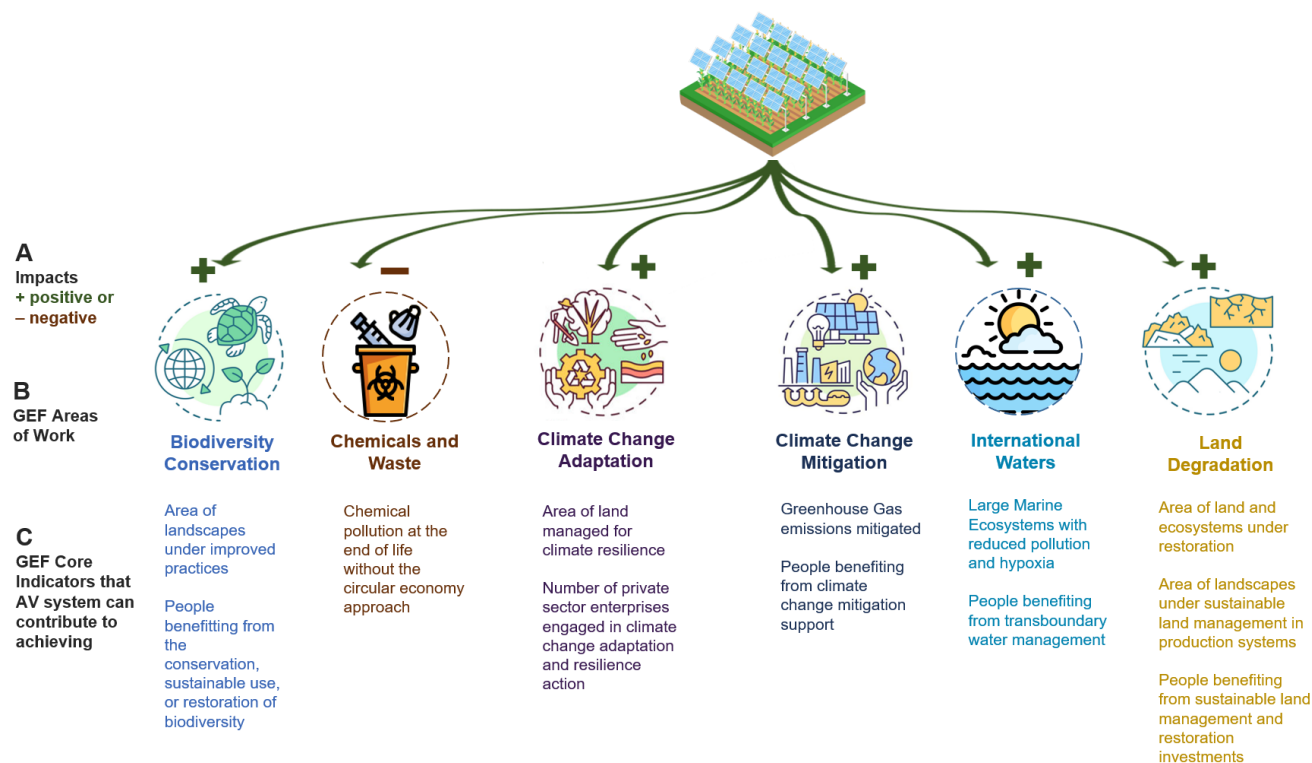 A
Impacts
+ positive or
– negative
+
–
+
+
+
+
B
GEF Areas
of Work
Biodiversity
Conservation
Chemicals and
Waste
Climate Change
Adaptation
Climate Change
Mitigation
International
Waters
Land
Degradation
C
GEF Core
Indicators that
AV system can
contribute to
achieving
Area of
landscapes
under improved
practices
People
benefitting from
the
conservation,
sustainable use,
or restoration of
biodiversity
Chemical
pollution at the
end of life
without the
circular economy
approach
Area of land
managed for
climate resilience
Number of private
sector enterprises
engaged in climate
change adaptation
and resilience
action
Greenhouse Gas
emissions mitigated
People benefiting
from climate
change mitigation
support
Large Marine
Ecosystems with
reduced pollution
and hypoxia
People benefiting
from transboundary
water management
Area of land and
ecosystems under
restoration
Area of landscapes
under sustainable
land management in
production systems
People benefiting
from sustainable land
management and
restoration
investments